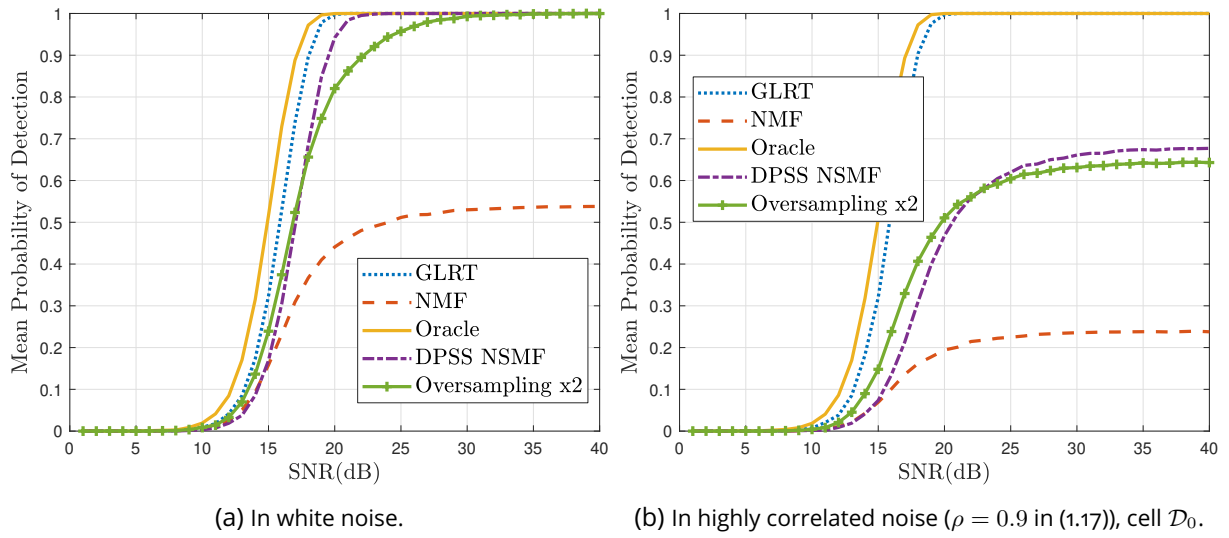 1
0.9
0.8
0.7
0.6
0.5
0.4
0.3
0.2
0.1
0
Mean Probability of Detection
GLRT
NMF
Oracle
DPSS NSMF
Oversampling x2
0 5 10 15 20 25 30 35 40
SNR(dB)
(a) In white noise.
1
0.9
0.8
0.7
0.6
0.5
0.4
0.3
0.2
0.1
0
Mean Probability of Detection
GLRT
NMF
Oracle
DPSS NSMF
Oversampling x2
0 5 10 15 20 25 30 35 40
SNR(dB)
(b) In highly correlated noise (ρ = 0.9 in (1.17)), cell 𝒟₀.